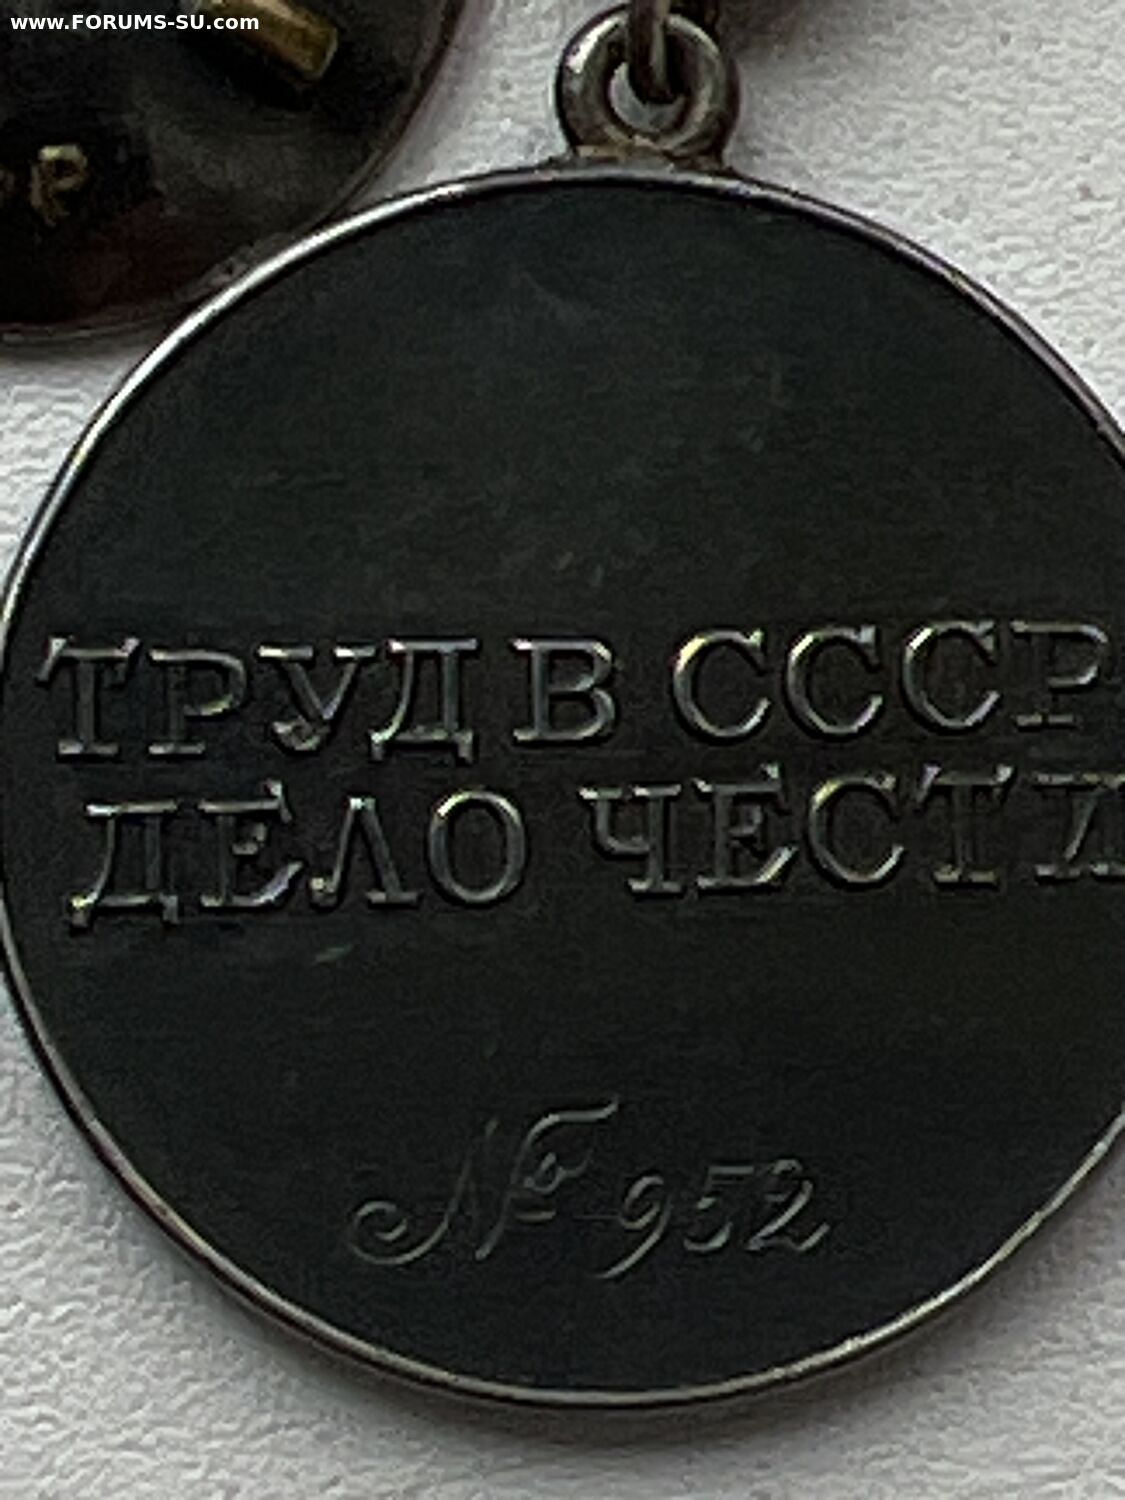 www.FORUMS-SU.com
ТРУД В СССР
ДЕЛО ЧЕСТИ
№ 952